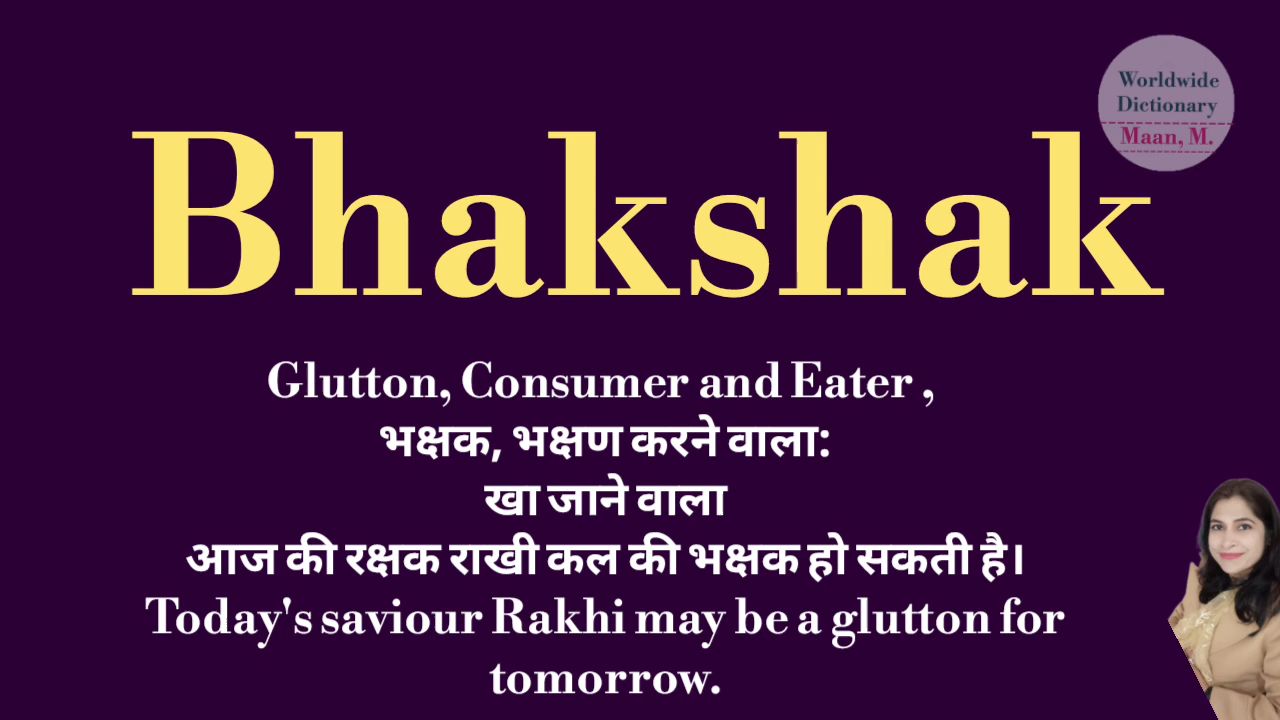 Worldwide
Dictionary
Maan, M.
Bhakshak
Glutton, Consumer and Eater ,
भक्षक, भक्षण करने वाला:
खा जाने वाला
आज की रक्षक राखी कल की भक्षक हो सकती है।
Today's saviour Rakhi may be a glutton for
tomorrow.